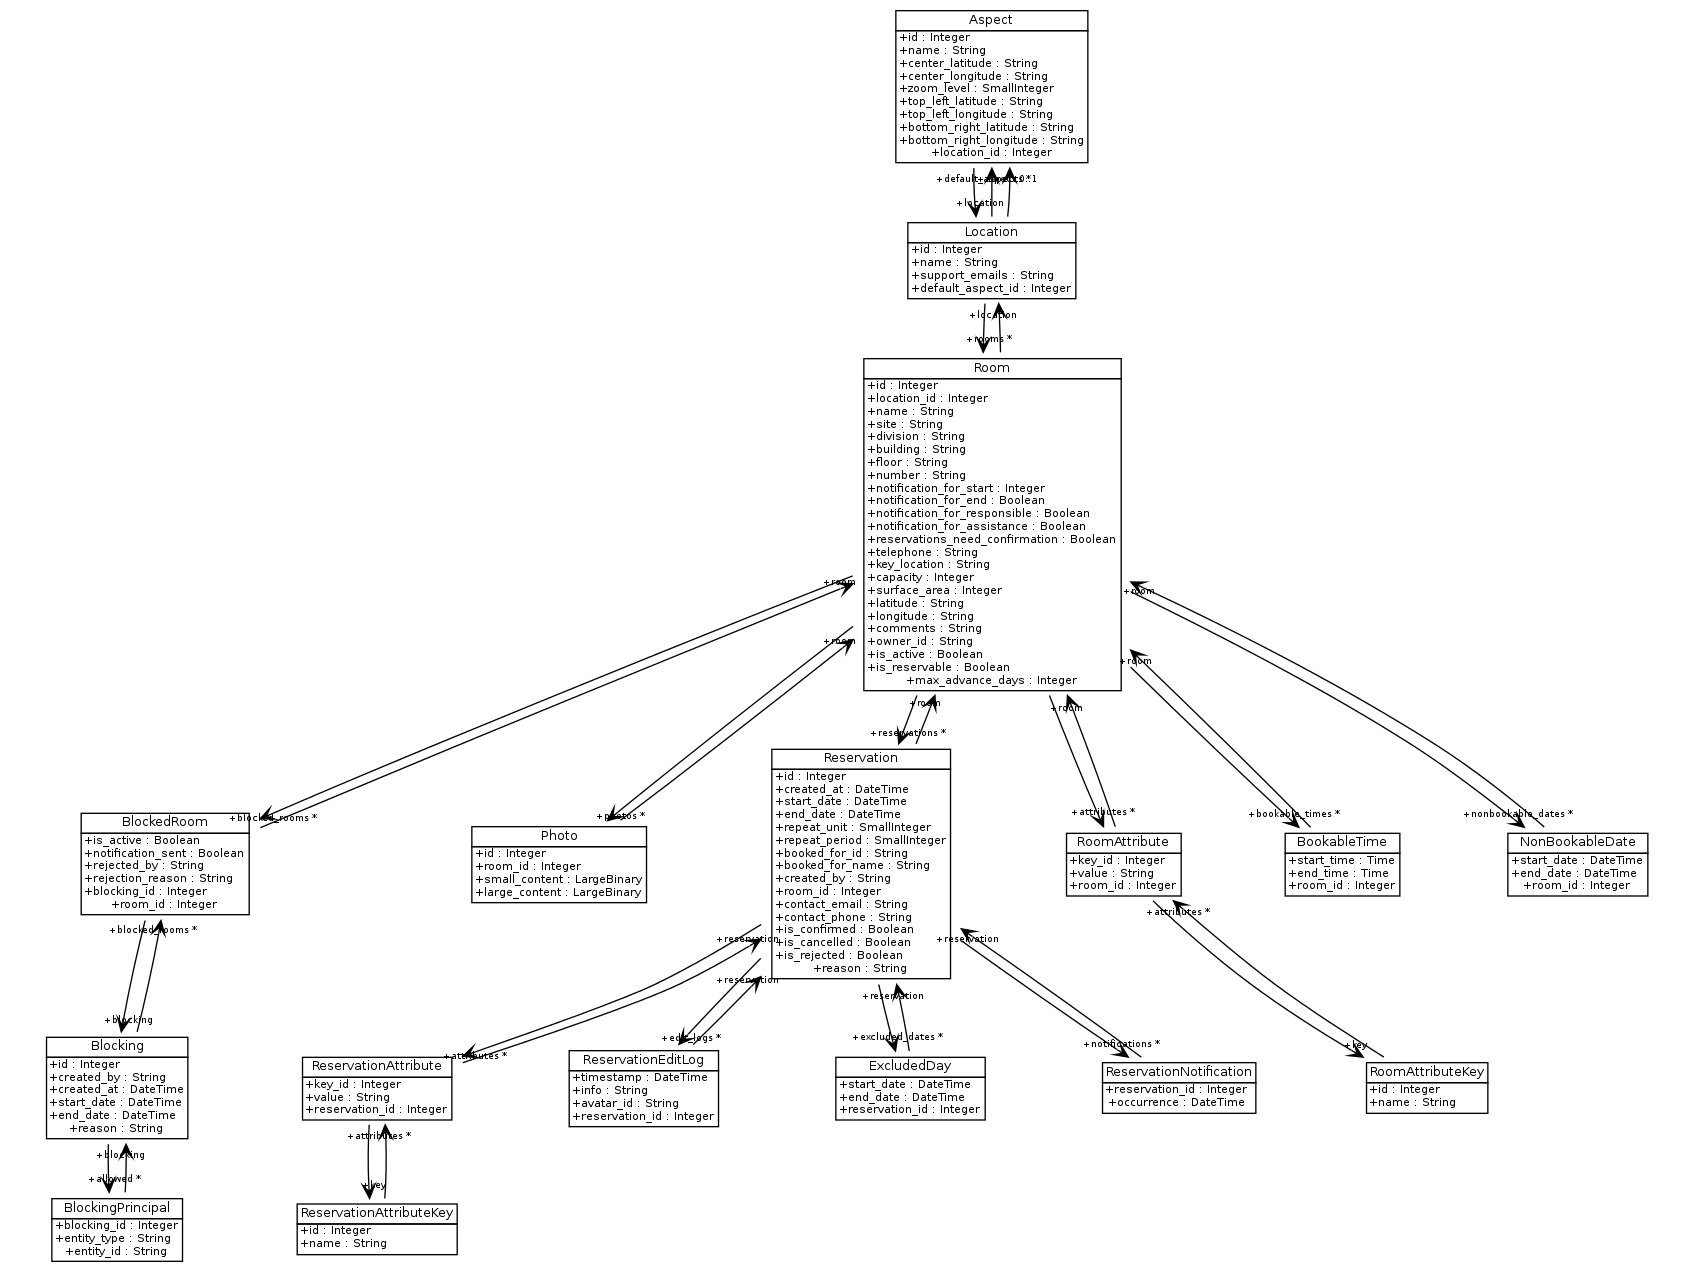 Aspect
+id : Integer
+name : String
+center_latitude : String
+center_longitude : String
+zoom_level : SmallInteger
+top_left_latitude : String
+top_left_longitude : String
+bottom_right_latitude : String
+bottom_right_longitude : String
+location_id : Integer
+location
Location
+id : Integer
+name : String
+support_emails : String
+default_aspect_id : Integer
+location
+rooms *
Room
+id : Integer
+location_id : Integer
+name : String
+site : String
+division : String
+building : String
+floor : String
+number : String
+notification_for_start : Integer
+notification_for_end : Boolean
+notification_for_responsible : Boolean
+notification_for_assistance : Boolean
+reservations_need_confirmation : Boolean
+telephone : String
+key_location : String
+capacity : Integer
+surface_area : Integer
+latitude : String
+longitude : String
+comments : String
+owner_id : String
+is_active : Boolean
+is_reservable : Boolean
+max_advance_days : Integer
+room
+room
+room
+room
+room
+room
+reservations *
Reservation
+id : Integer
+created_at : DateTime
+start_date : DateTime
+end_date : DateTime
+repeat_unit : SmallInteger
+repeat_period : SmallInteger
+booked_for_id : String
+booked_for_name : String
+created_by : String
+room_id : Integer
+contact_email : String
+contact_phone : String
+is_confirmed : Boolean
+is_cancelled : Boolean
+is_rejected : Boolean
+reason : String
+blocked_rooms *
BlockedRoom
+is_active : Boolean
+notification_sent : Boolean
+rejected_by : String
+rejection_reason : String
+blocking_id : Integer
+room_id : Integer
+photos *
Photo
+id : Integer
+room_id : Integer
+small_content : LargeBinary
+large_content : LargeBinary
+attributes *
RoomAttribute
+key_id : Integer
+value : String
+room_id : Integer
+bookable_times *
BookableTime
+start_time : Time
+end_time : Time
+room_id : Integer
+nonbookable_dates *
NonBookableDate
+start_date : DateTime
+end_date : DateTime
+room_id : Integer
+blocked_rooms *
+blocking
Blocking
+id : Integer
+created_by : String
+created_at : DateTime
+start_date : DateTime
+end_date : DateTime
+reason : String
+blocking
+allowed *
BlockingPrincipal
+blocking_id : Integer
+entity_type : String
+entity_id : String
+reservation
+reservation
+reservation
+reservation
+attributes *
ReservationAttribute
+key_id : Integer
+value : String
+reservation_id : Integer
+attributes *
+key
ReservationAttributeKey
+id : Integer
+name : String
+edit_logs *
ReservationEditLog
+timestamp : DateTime
+info : String
+avatar_id : String
+reservation_id : Integer
+excluded_dates *
ExcludedDay
+start_date : DateTime
+end_date : DateTime
+reservation_id : Integer
+notifications *
ReservationNotification
+reservation_id : Integer
+occurrence : DateTime
+attributes *
+key
RoomAttributeKey
+id : Integer
+name : String